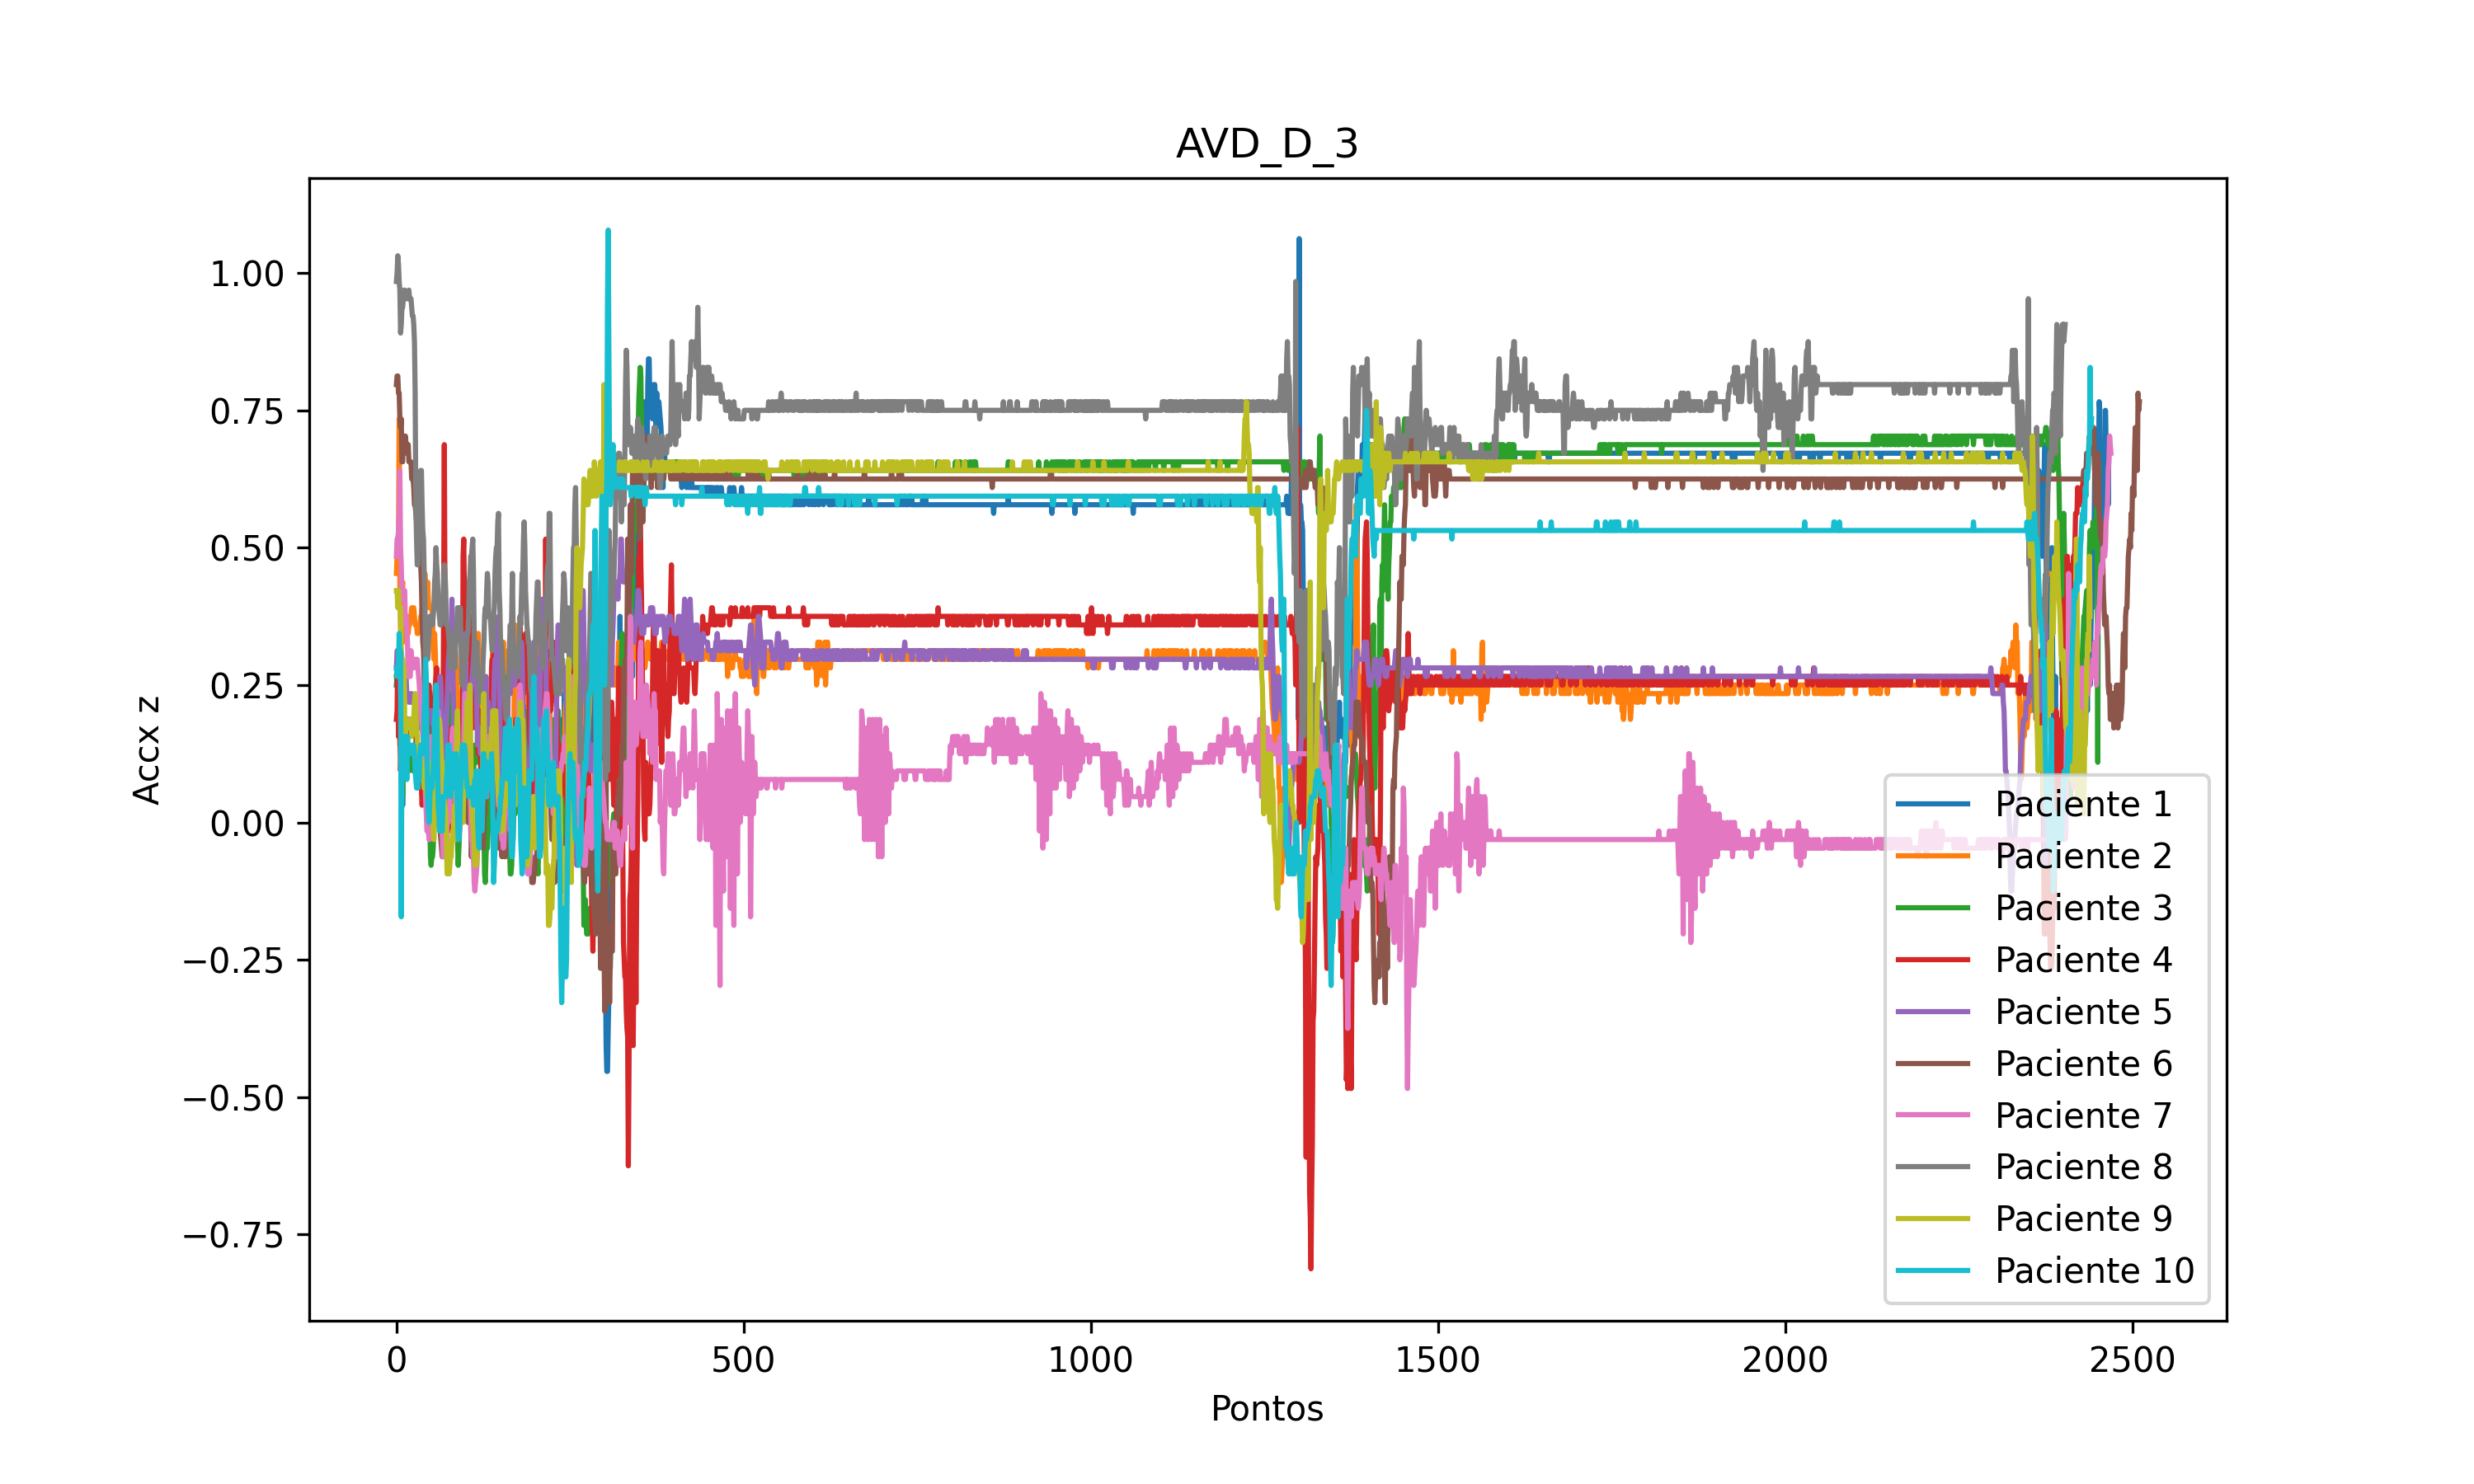 AVD_D_3
Accx z
1.00
0.75
0.50
0.25
0.00
−0.25
−0.50
−0.75
0 500 1000 1500 2000 2500
Pontos
Paciente 1
Paciente 2
Paciente 3
Paciente 4
Paciente 5
Paciente 6
Paciente 7
Paciente 8
Paciente 9
Paciente 10